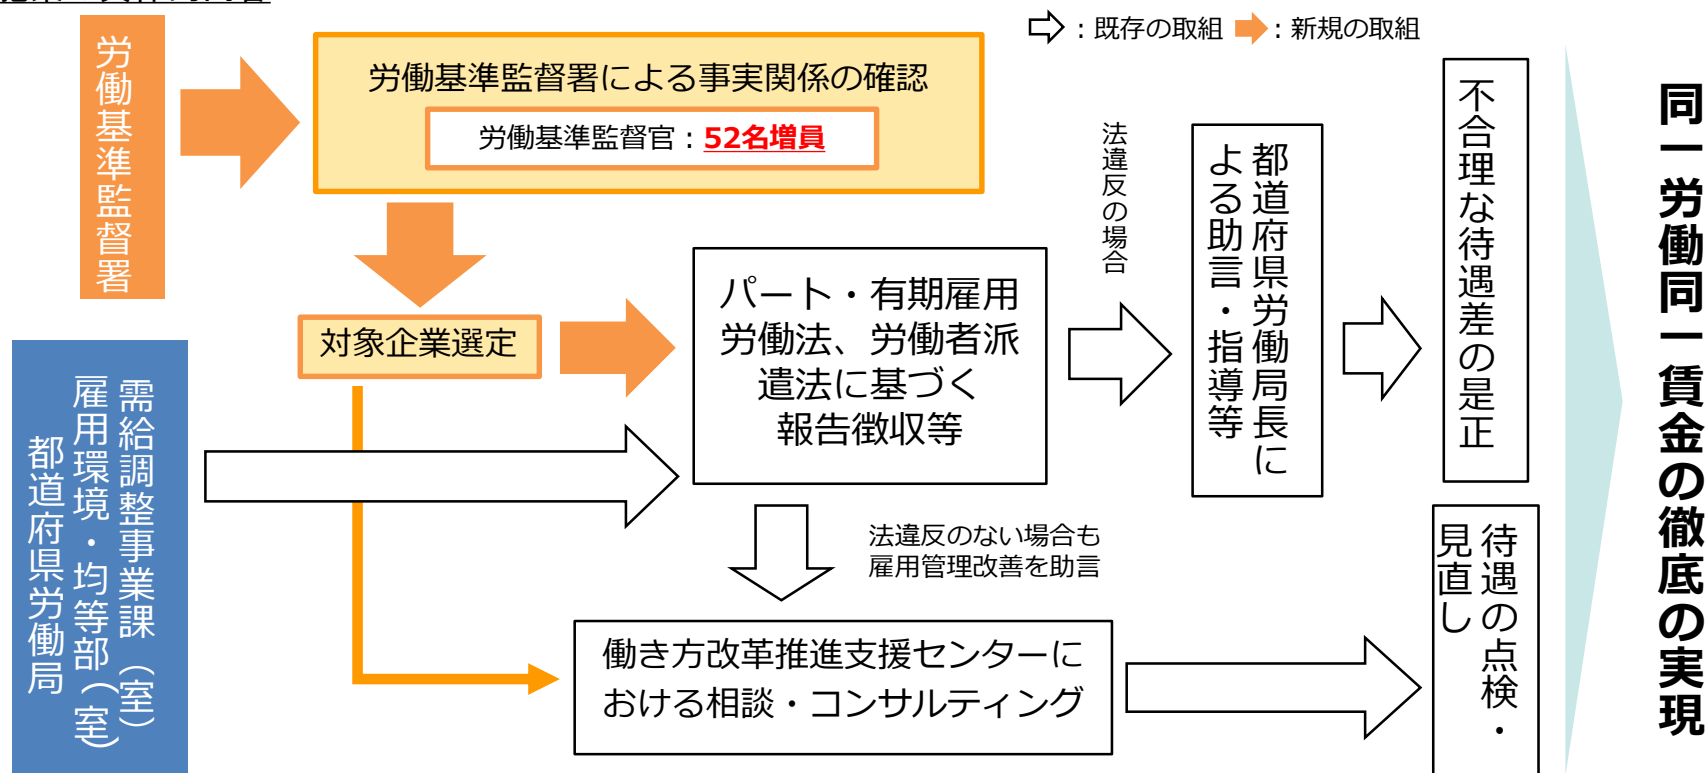 ：既存の取組
：新規の取組
労働基準監督署
労働基準監督署による事実関係の確認
労働基準監督官：52名増員
対象企業選定
パート・有期雇用
労働法、労働者派
遣法に基づく
報告徴収等
法違反の場合
都道府県労働局長に
よる助言・指導等
不合理な待遇差の是正
都道府県労働局
雇用環境・均等部（室）
需給調整事業課（室）
法違反のない場合も
雇用管理改善を助言
働き方改革推進支援センターに
おける相談・コンサルティング
待遇の点検・
見直し
同一労働同一賃金の徹底の実現